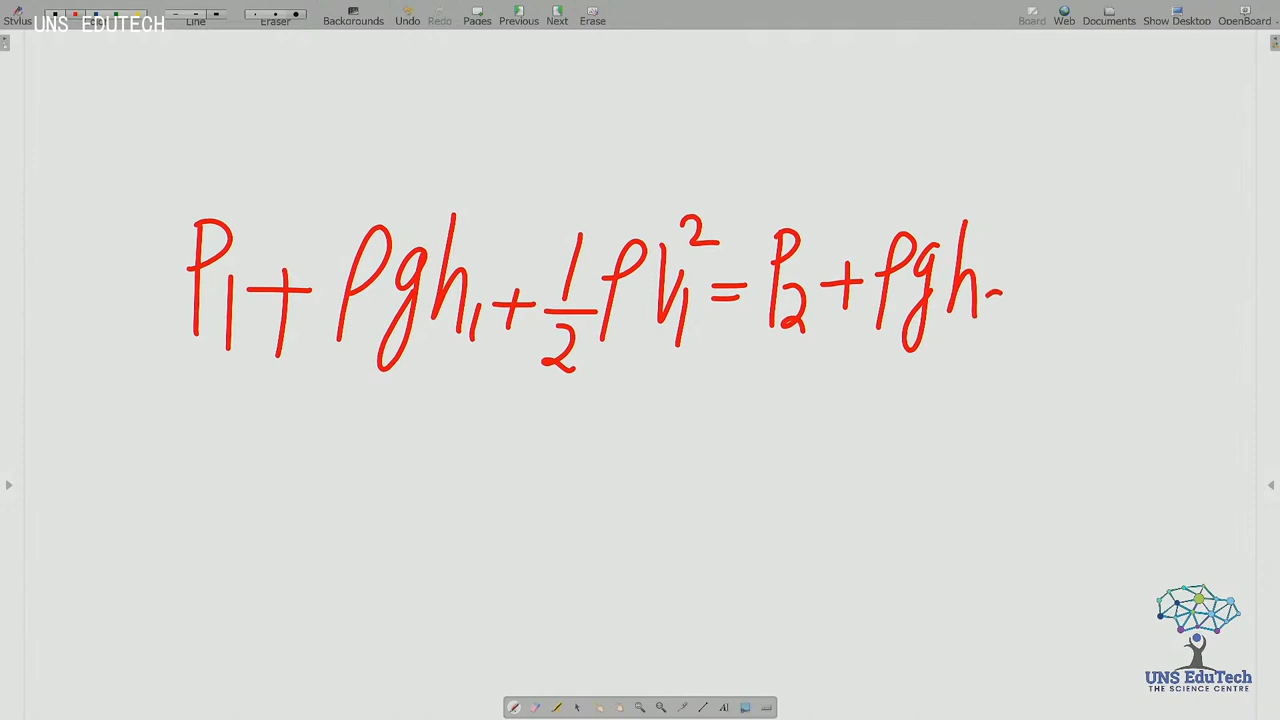 Stylus Line Eraser Backgrounds Undo Redo Pages Previous Next Erase Board Web Documents Show Desktop OpenBoard
UNS EDUTECH
P₁ + ρgh₁ + 1/2 ρV₁² = P₂ + ρgh
UNS EduTech
THE SCIENCE CENTRE